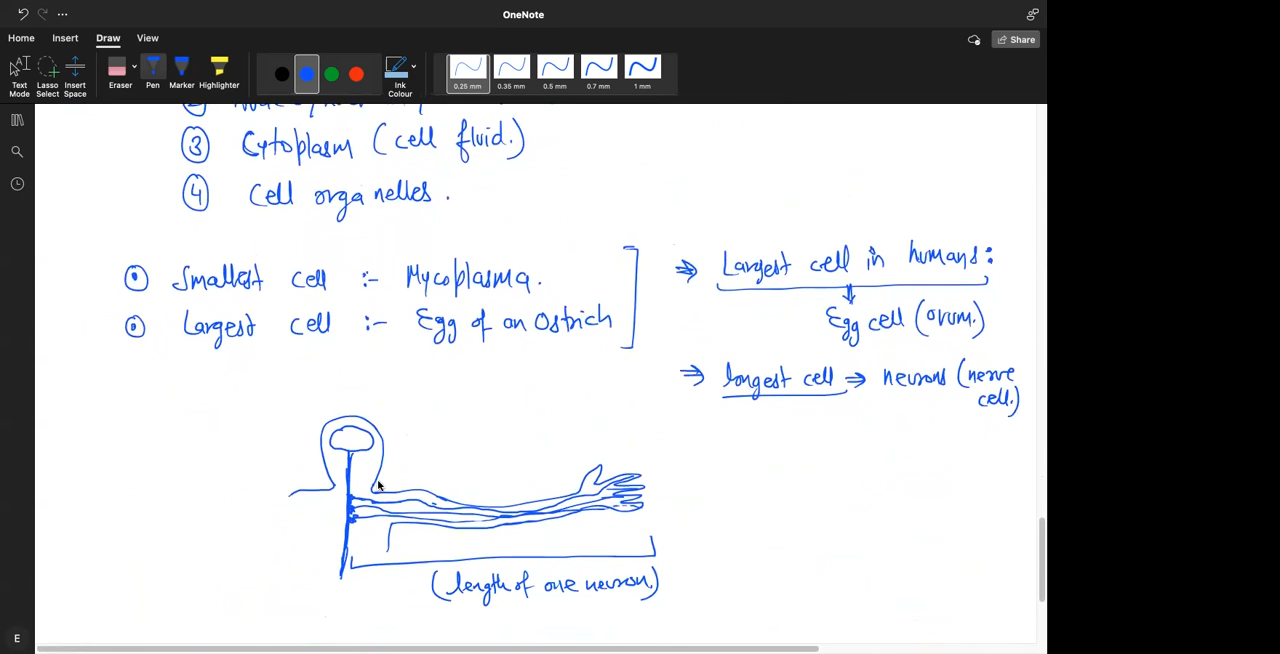 OneNote
Home Insert Draw View
Share
Text Mode
Lasso Select
Insert Space
Eraser
Pen
Marker
Highlighter
Ink Colour
0.25 mm
0.35 mm
0.5 mm
0.7 mm
1 mm
③ Cytoplasm (cell fluid.)
④ Cell organelles.
Smallest cell :- Mycoplasma.
Largest cell :- Egg of an Ostrich
⇒ Largest cell in humans:
Egg cell (ovum.)
⇒ longest cell ⇒ neurons (nerve
cell.)
(length of one neuron)
E